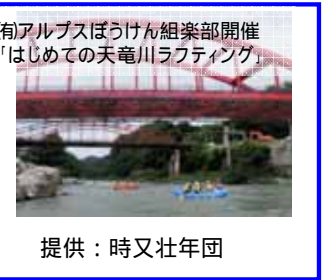 ㈲アルプスぼうけん組楽部開催
「はじめての天竜川ラフティング」
提供：時又壮年団